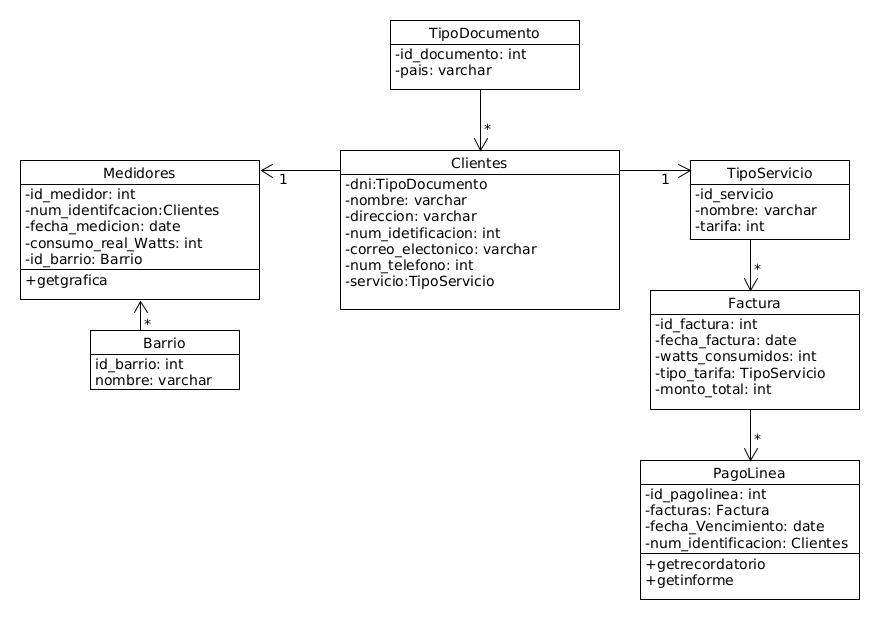 TipoDocumento
-id_documento: int
-pais: varchar
*
Clientes
-dni:TipoDocumento
-nombre: varchar
-direccion: varchar
-num_idetificacion: int
-correo_electonico: varchar
-num_telefono: int
-servicio:TipoServicio
1
Medidores
-id_medidor: int
-num_identifcacion:Clientes
-fecha_medicion: date
-consumo_real_Watts: int
-id_barrio: Barrio
+getgrafica
*
Barrio
id_barrio: int
nombre: varchar
1
TipoServicio
-id_servicio
-nombre: varchar
-tarifa: int
*
Factura
-id_factura: int
-fecha_factura: date
-watts_consumidos: int
-tipo_tarifa: TipoServicio
-monto_total: int
*
PagoLinea
-id_pagolinea: int
-facturas: Factura
-fecha_Vencimiento: date
-num_identificacion: Clientes
+getrecordatorio
+getinforme